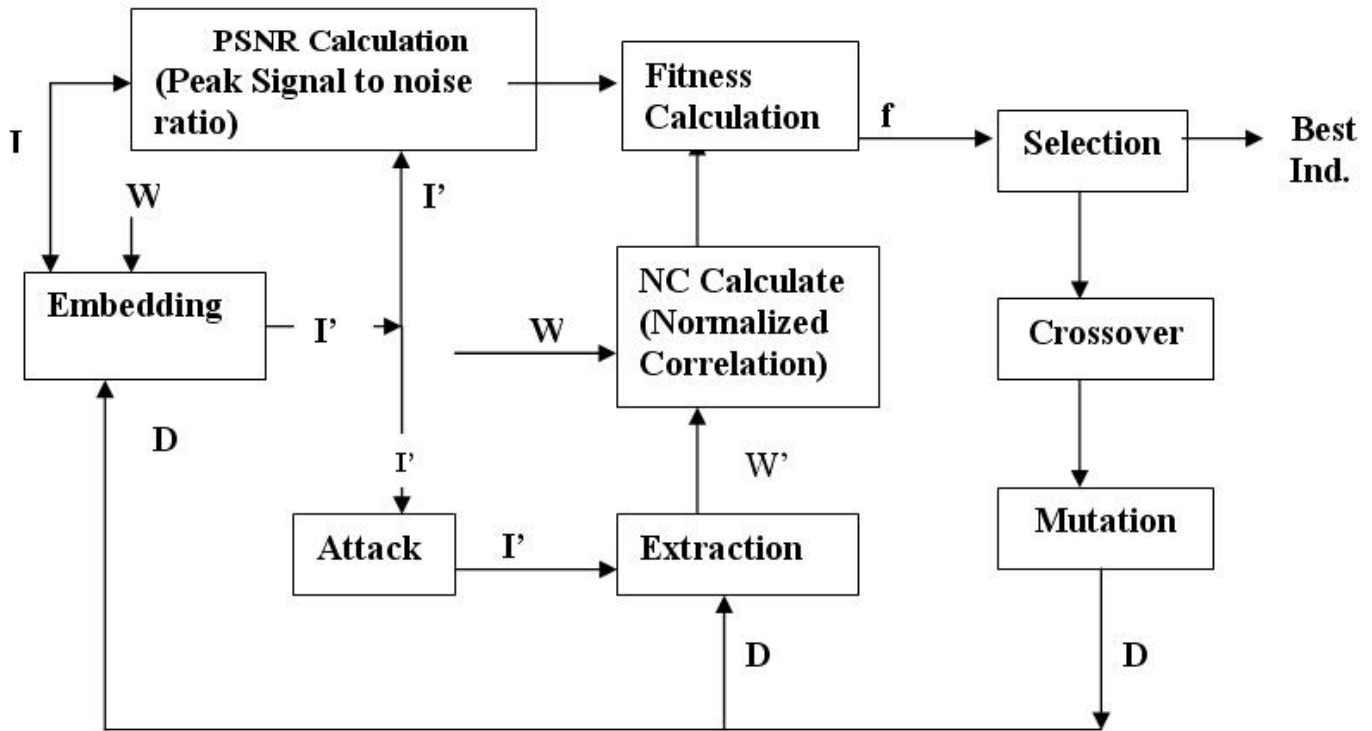 PSNR Calculation
(Peak Signal to noise
ratio)
Fitness
Calculation
f
Selection
Best
Ind.
I
W
I’
Embedding
I’
W
NC Calculate
(Normalized
Correlation)
Crossover
D
I’
W’
Attack
I’
Extraction
Mutation
D
D